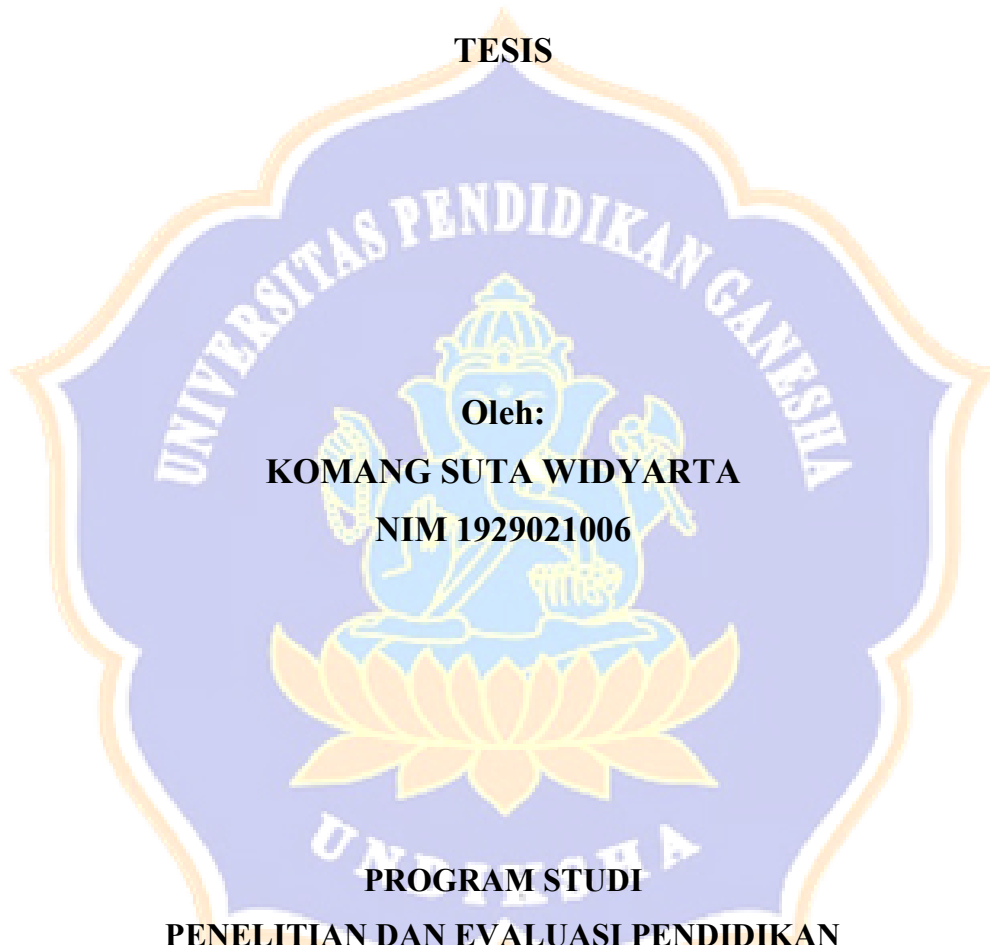 TESIS
UNIVERSITAS PENDIDIKAN GANESHA
Oleh:
KOMANG SUTA WIDYARTA
NIM 1929021006
UNDIKSHA
PROGRAM STUDI
PENELITIAN DAN EVALUASI PENDIDIKAN